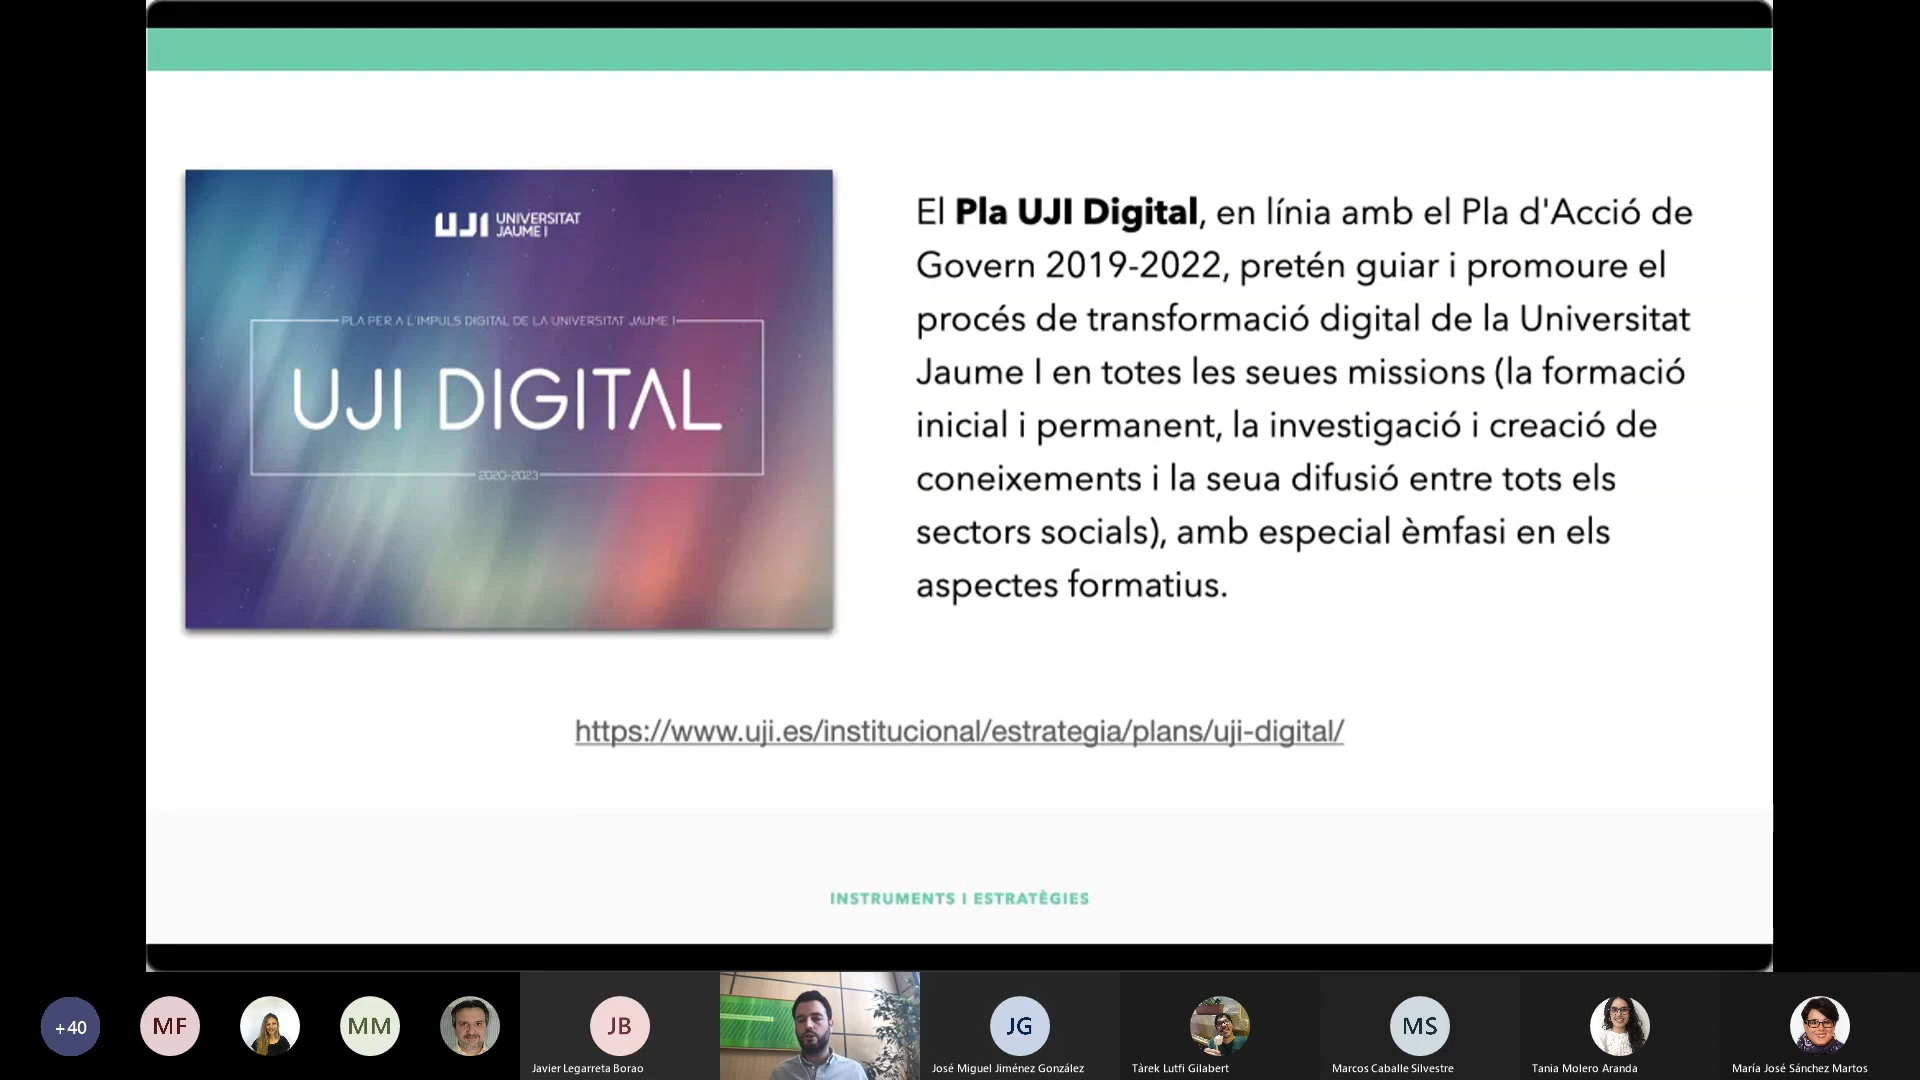 UJI UNIVERSITAT
JAUME I
PLA PER A L'IMPULS DIGITAL DE LA UNIVERSITAT JAUME I
UJI DIGITAL
2020-2023
El Pla UJI Digital, en línia amb el Pla d'Acció de
Govern 2019-2022, pretén guiar i promoure el
procés de transformació digital de la Universitat
Jaume I en totes les seues missions (la formació
inicial i permanent, la investigació i creació de
coneixements i la seua difusió entre tots els
sectors socials), amb especial èmfasi en els
aspectes formatius.
https://www.uji.es/institucional/estrategia/plans/uji-digital/
INSTRUMENTS I ESTRATÈGIES
+40
MF
MM
JB
JG
MS
Javier Legarreta Borao
José Miguel Jiménez González
Tàrek Lutfi Gilabert
Marcos Caballe Silvestre
Tania Molero Aranda
María José Sánchez Martos